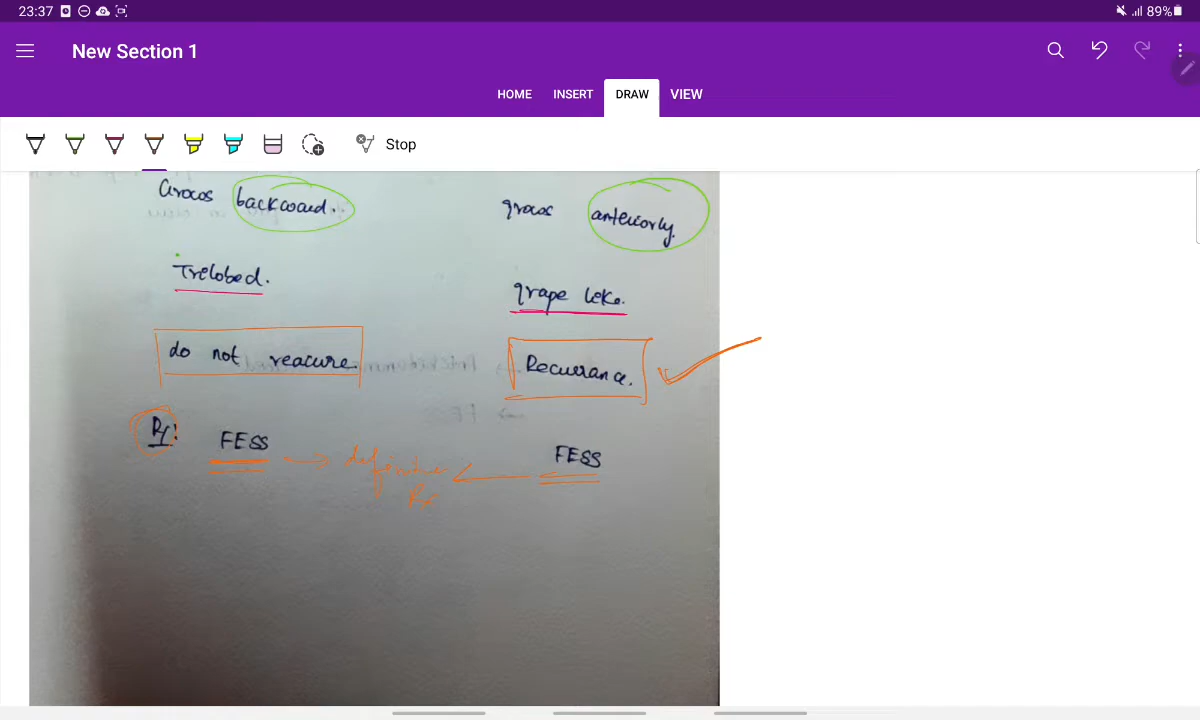 23:37 89%
New Section 1
HOME INSERT DRAW VIEW
Stop
Grows backward.
grows anteriorly.
Trilobed.
grape like.
do not reacure.
Recurrance.
Rx:
FESS
FESS
definitive
Rx